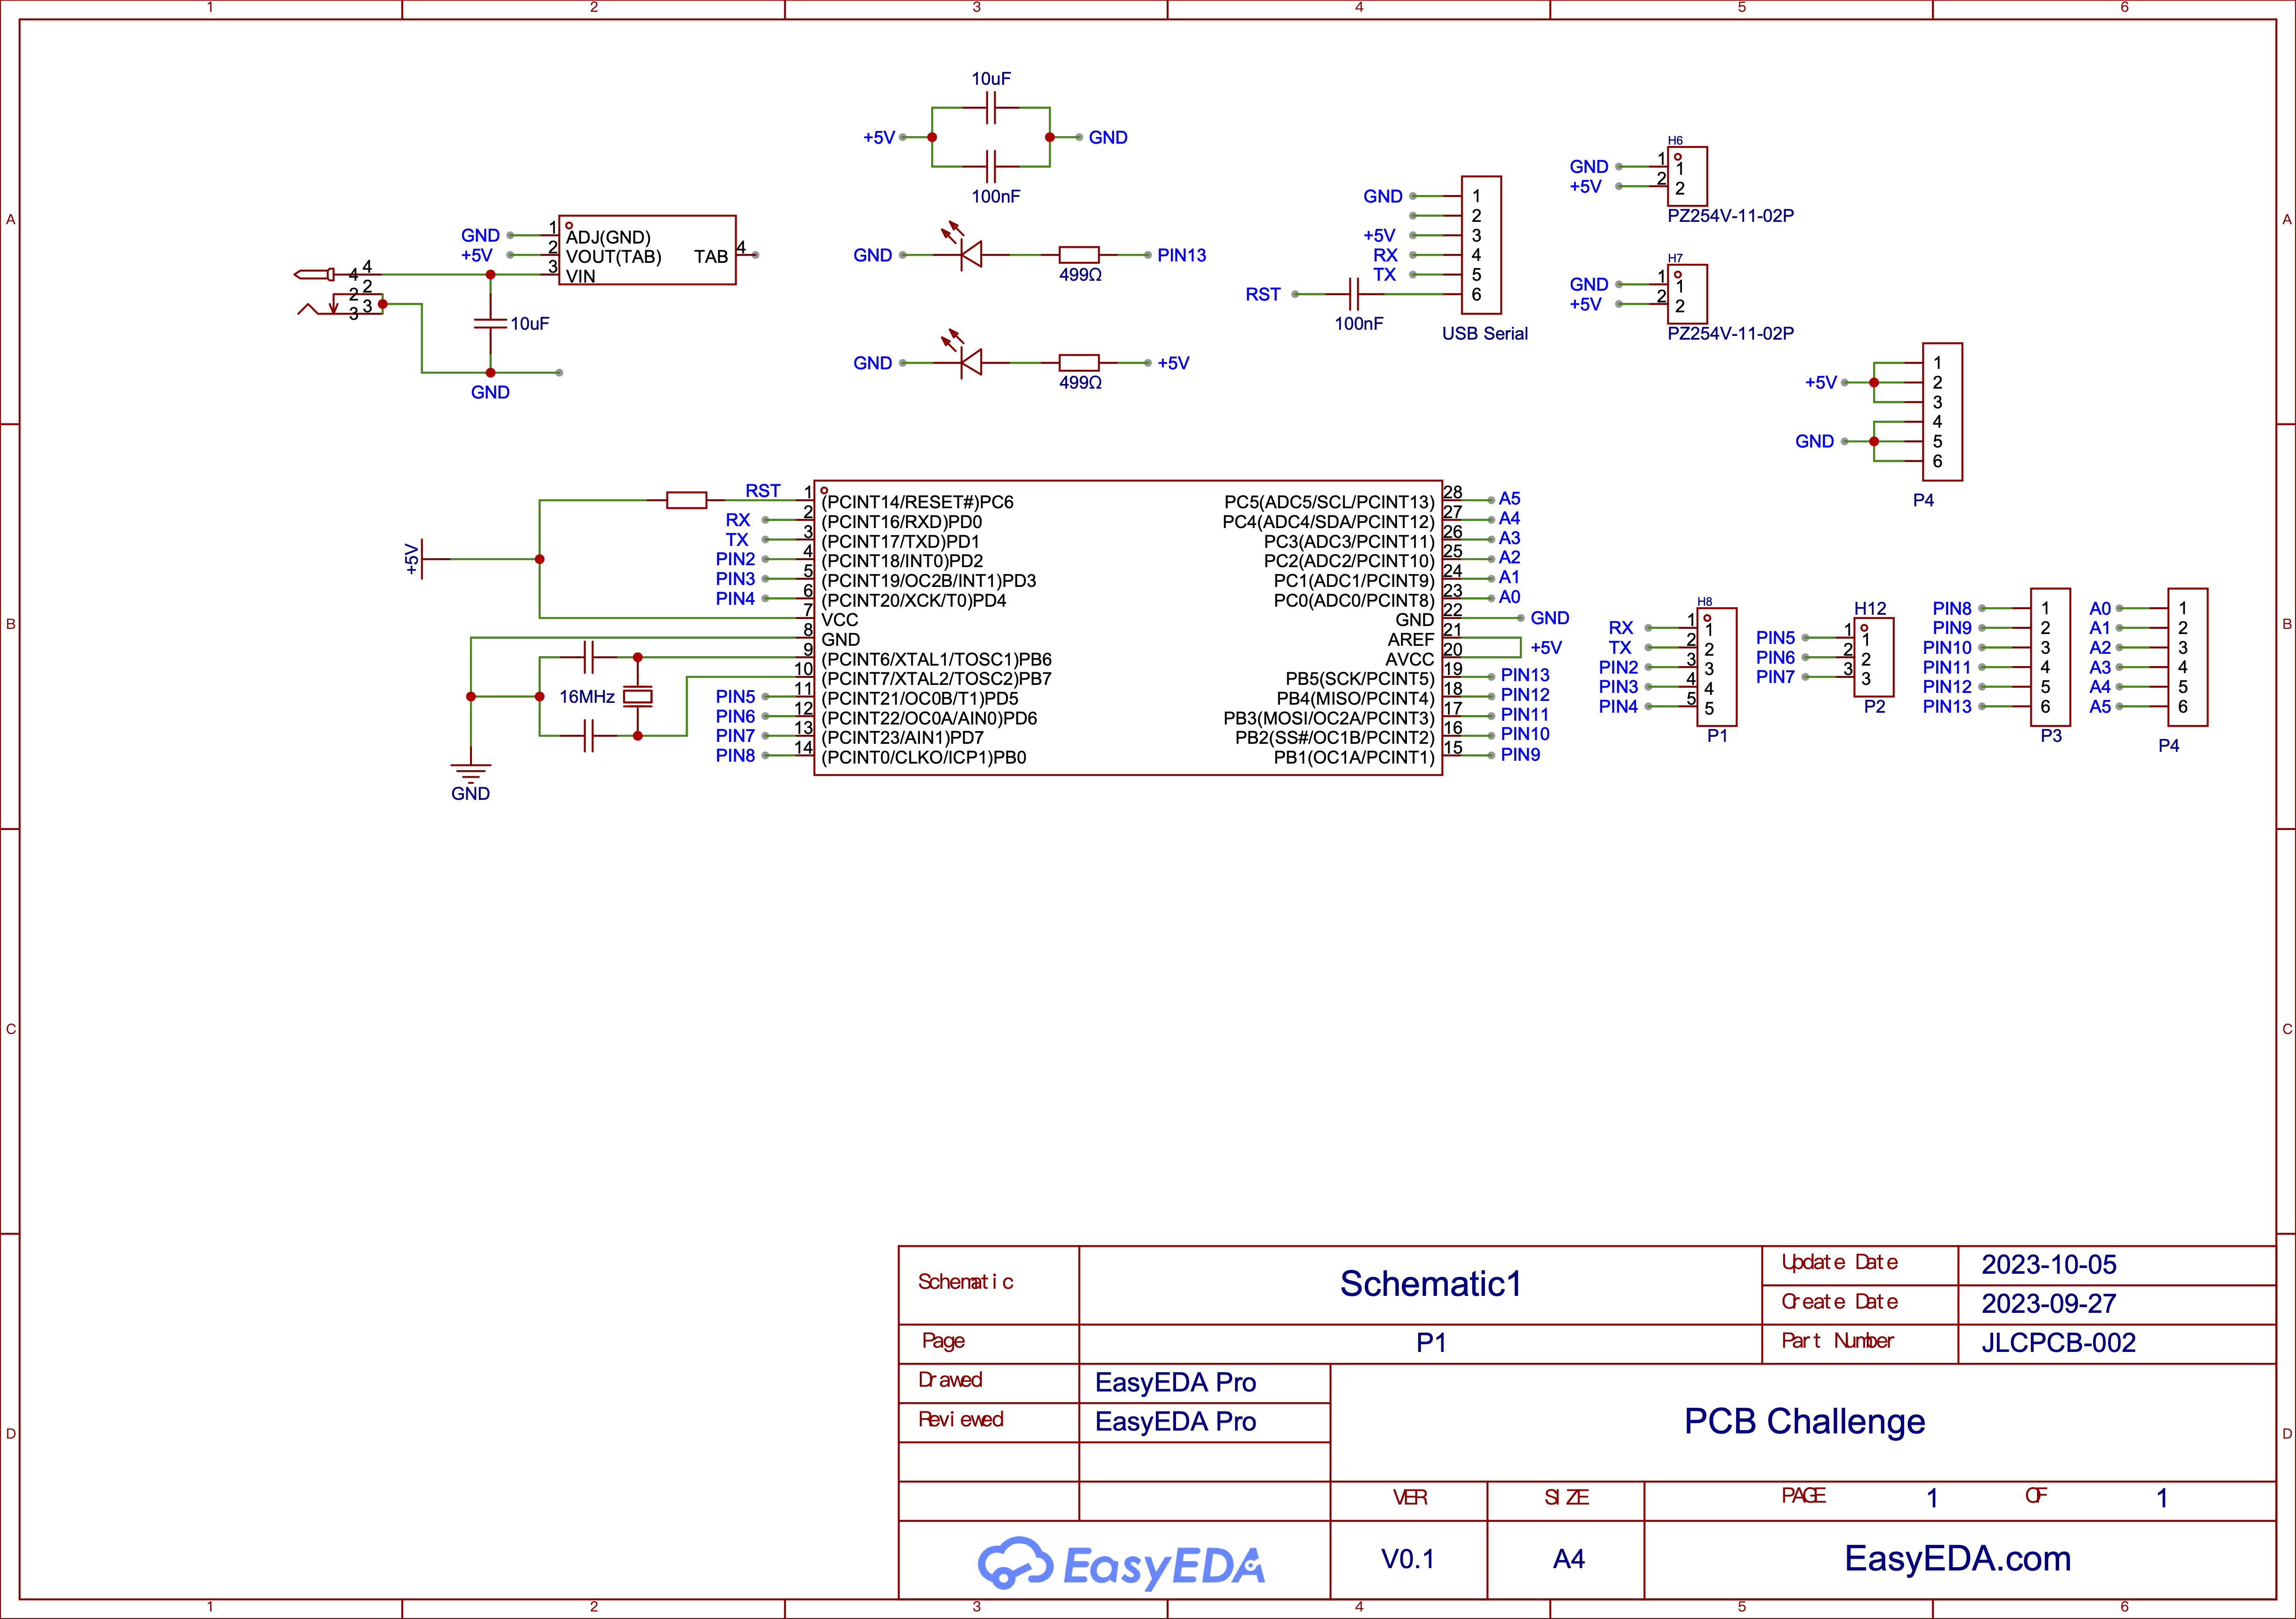 1 2 3 4 5 6
A
B
C
D
A
B
C
D
10uF
+5V GND
100nF
GND 1 ADJ(GND)
+5V 2 VOUT(TAB) TAB 4
3 VIN
4 4
2 2
3 3
10uF
GND
GND PIN13
499Ω
GND +5V
499Ω
GND 1
2
+5V 3
RX 4
TX 5
RST 6
100nF
USB Serial
H6
GND 1 1
+5V 2 2
PZ254V-11-02P
H7
GND 1 1
+5V 2 2
PZ254V-11-02P
1
+5V 2
3
4
GND 5
6
P4
+5V
RST 1 (PCINT14/RESET#)PC6
RX 2 (PCINT16/RXD)PD0
TX 3 (PCINT17/TXD)PD1
PIN2 4 (PCINT18/INT0)PD2
PIN3 5 (PCINT19/OC2B/INT1)PD3
PIN4 6 (PCINT20/XCK/T0)PD4
7 VCC
8 GND
9 (PCINT6/XTAL1/TOSC1)PB6
10 (PCINT7/XTAL2/TOSC2)PB7
16MHz
PIN5 11 (PCINT21/OC0B/T1)PD5
PIN6 12 (PCINT22/OC0A/AIN0)PD6
PIN7 13 (PCINT23/AIN1)PD7
PIN8 14 (PCINT0/CLKO/ICP1)PB0
GND
PC5(ADC5/SCL/PCINT13) 28 A5
PC4(ADC4/SDA/PCINT12) 27 A4
PC3(ADC3/PCINT11) 26 A3
PC2(ADC2/PCINT10) 25 A2
PC1(ADC1/PCINT9) 24 A1
PC0(ADC0/PCINT8) 23 A0
GND 22 GND
AREF 21
+5V
AVCC 20
PB5(SCK/PCINT5) 19 PIN13
PB4(MISO/PCINT4) 18 PIN12
PB3(MOSI/OC2A/PCINT3) 17 PIN11
PB2(SS#/OC1B/PCINT2) 16 PIN10
PB1(OC1A/PCINT1) 15 PIN9
H8
RX 1 1
TX 2 2
PIN2 3 3
PIN3 4 4
PIN4 5 5
P1
H12
PIN5 1 1
PIN6 2 2
PIN7 3 3
P2
PIN8 1
PIN9 2
PIN10 3
PIN11 4
PIN12 5
PIN13 6
P3
A0 1
A1 2
A2 3
A3 4
A4 5
A5 6
P4
Schematic Schematic1
Update Date 2023-10-05
Create Date 2023-09-27
Page P1 Part Number JLCPCB-002
Drawed EasyEDA Pro
Reviewed EasyEDA Pro
PCB Challenge
VER SIZE PAGE 1 OF 1
EasyEDA V0.1 A4 EasyEDA.com
1 2 3 4 5 6